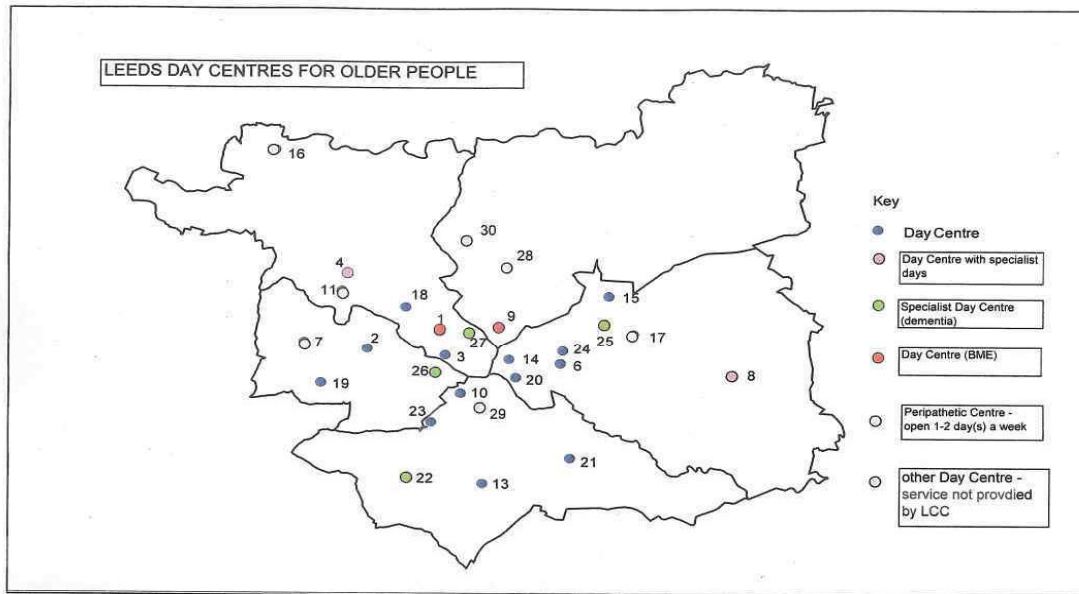 LEEDS DAY CENTRES FOR OLDER PEOPLE
16
30
28
4
11
18
15
1
9
7
2
27
17
3
14
24
25
6
8
19
26
20
10
29
23
21
22
13
Key
Day Centre
Day Centre with specialist
days
Specialist Day Centre
(dementia)
Day Centre (BME)
Peripathetic Centre -
open 1-2 day(s) a week
other Day Centre -
service not provdied
by LCC